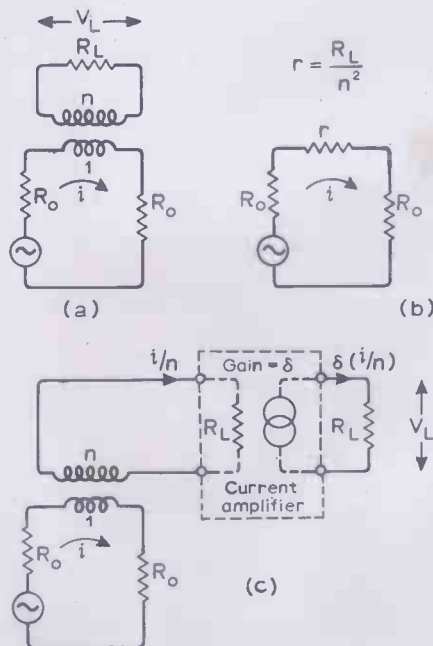 V_L
R_L
n
1
R_o
i
R_o
(a)
r = R_L / n²
r
R_o
i
R_o
(b)
i/n
Gain = δ
δ(i/n)
R_L
R_L
V_L
Current
amplifier
n
1
R_o
i
R_o
(c)